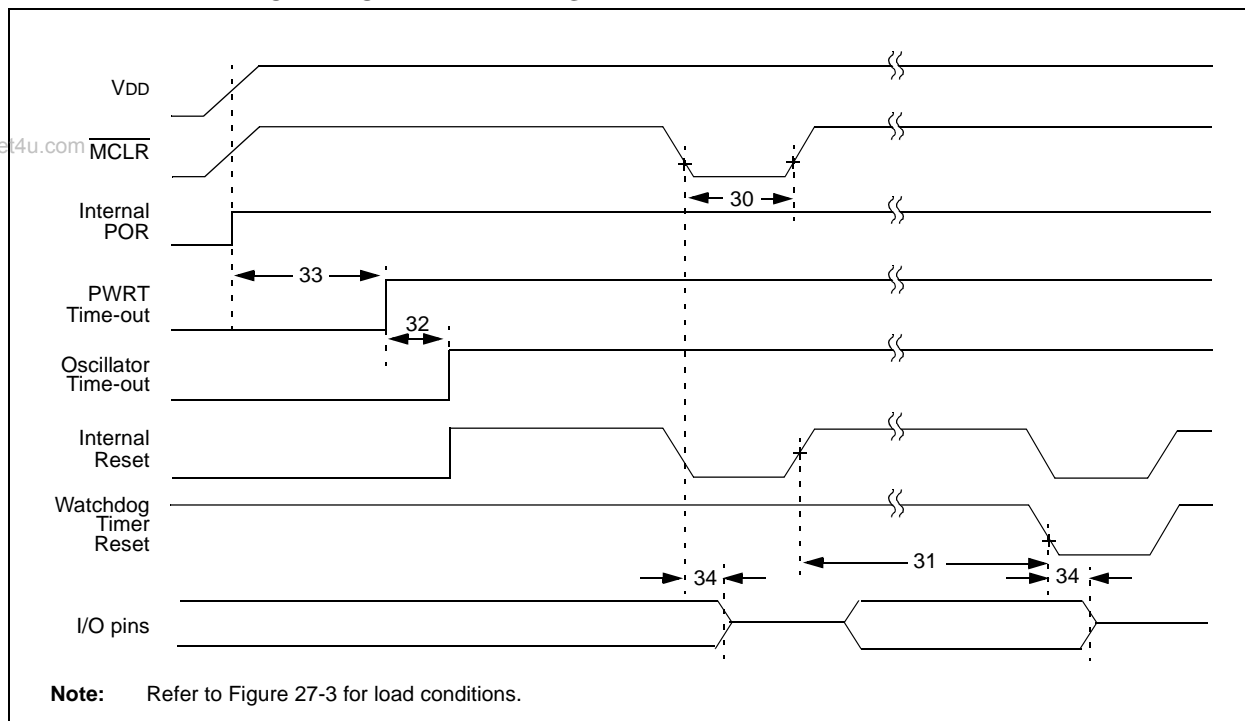 VDD
et4u.com
MCLR
30
Internal
POR
33
PWRT
Time-out
32
Oscillator
Time-out
Internal
Reset
Watchdog
Timer
Reset
31
34
34
I/O pins
Note: Refer to Figure 27-3 for load conditions.